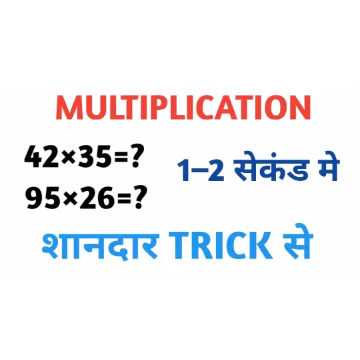 MULTIPLICATION
42×35=?
1–2 सेकंड मे
95×26=?
शानदार TRICK से